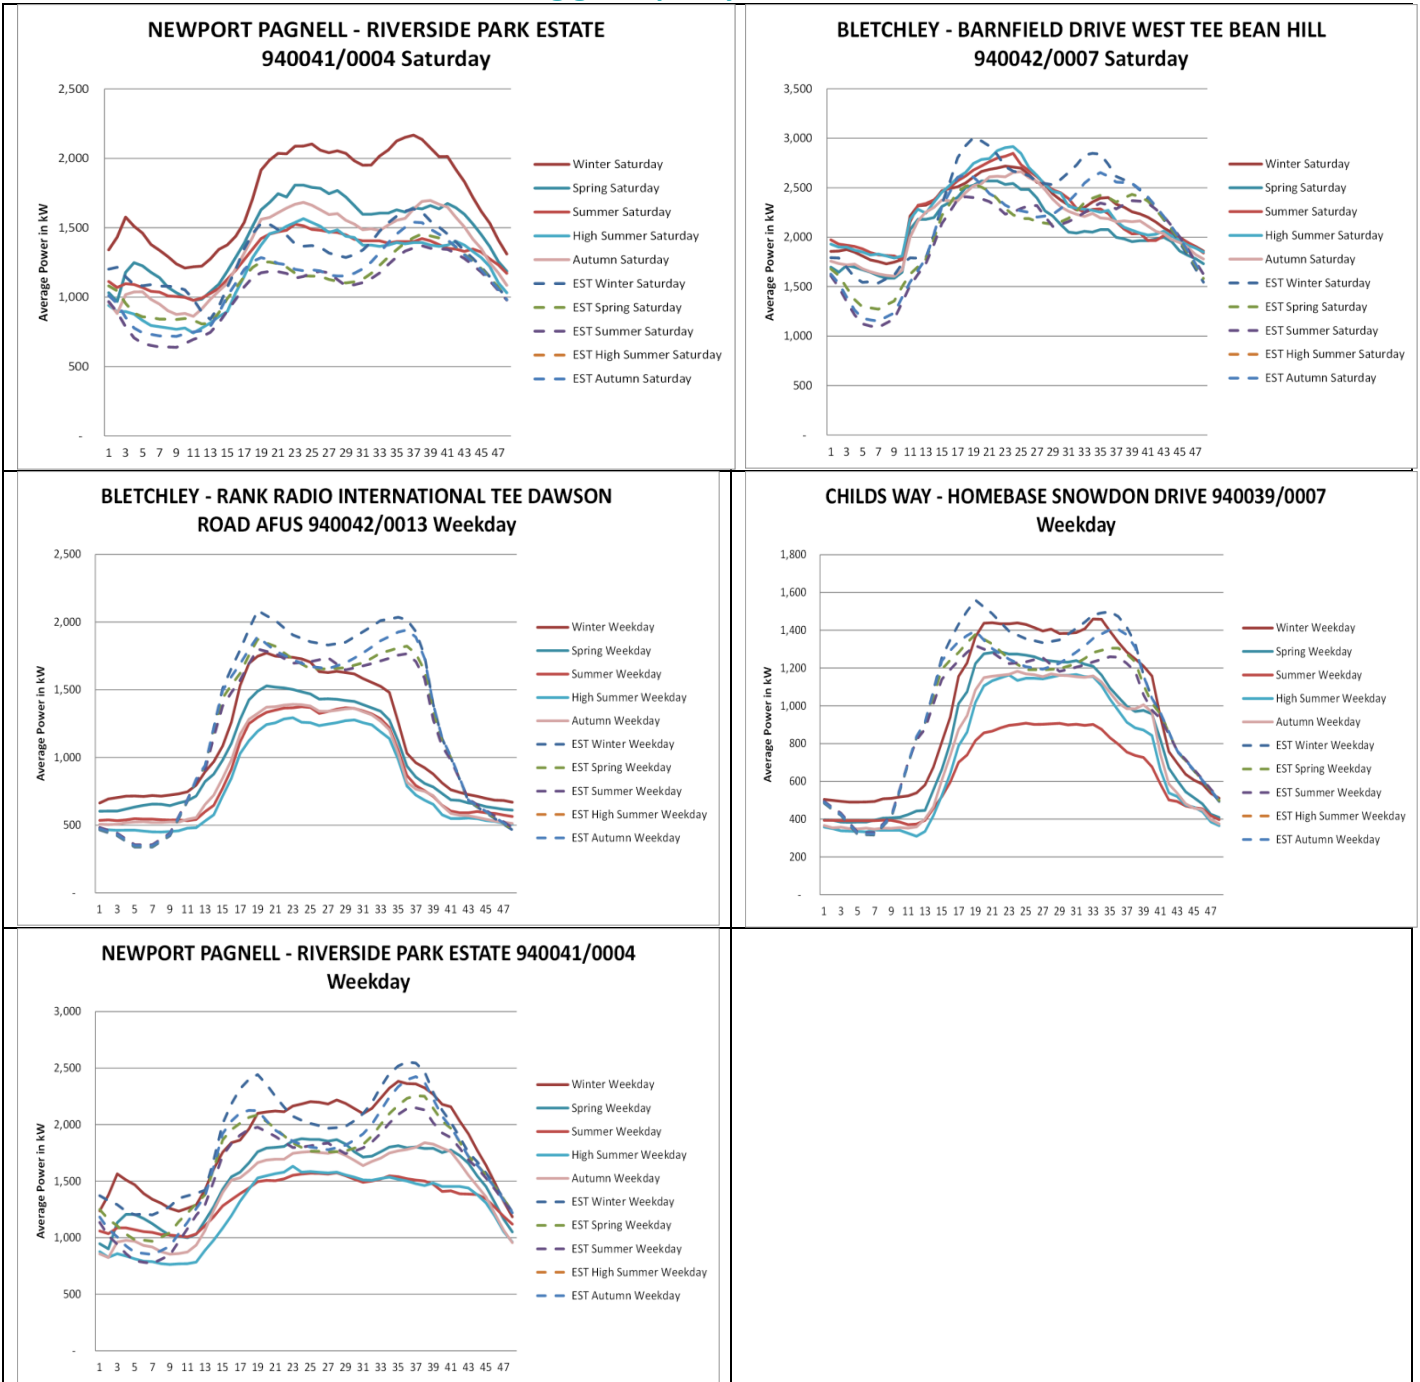 NEWPORT PAGNELL - RIVERSIDE PARK ESTATE
940041/0004 Saturday
Average Power in kW
2,500
2,000
1,500
1,000
500
-
1 3 5 7 9 11 13 15 17 19 21 23 25 27 29 31 33 35 37 39 41 43 45 47
Winter Saturday
Spring Saturday
Summer Saturday
High Summer Saturday
Autumn Saturday
EST Winter Saturday
EST Spring Saturday
EST Summer Saturday
EST High Summer Saturday
EST Autumn Saturday
BLETCHLEY - BARNFIELD DRIVE WEST TEE BEAN HILL
940042/0007 Saturday
Average Power in kW
3,500
3,000
2,500
2,000
1,500
1,000
500
-
1 3 5 7 9 11 13 15 17 19 21 23 25 27 29 31 33 35 37 39 41 43 45 47
Winter Saturday
Spring Saturday
Summer Saturday
High Summer Saturday
Autumn Saturday
EST Winter Saturday
EST Spring Saturday
EST Summer Saturday
EST High Summer Saturday
EST Autumn Saturday
BLETCHLEY - RANK RADIO INTERNATIONAL TEE DAWSON
ROAD AFUS 940042/0013 Weekday
Average Power in kW
2,500
2,000
1,500
1,000
500
-
1 3 5 7 9 11 13 15 17 19 21 23 25 27 29 31 33 35 37 39 41 43 45 47
Winter Weekday
Spring Weekday
Summer Weekday
High Summer Weekday
Autumn Weekday
EST Winter Weekday
EST Spring Weekday
EST Summer Weekday
EST High Summer Weekday
EST Autumn Weekday
CHILDS WAY - HOMEBASE SNOWDON DRIVE 940039/0007
Weekday
Average Power in kW
1,800
1,600
1,400
1,200
1,000
800
600
400
200
-
1 3 5 7 9 11 13 15 17 19 21 23 25 27 29 31 33 35 37 39 41 43 45 47
Winter Weekday
Spring Weekday
Summer Weekday
High Summer Weekday
Autumn Weekday
EST Winter Weekday
EST Spring Weekday
EST Summer Weekday
EST High Summer Weekday
EST Autumn Weekday
NEWPORT PAGNELL - RIVERSIDE PARK ESTATE 940041/0004
Weekday
Average Power in kW
3,000
2,500
2,000
1,500
1,000
500
-
1 3 5 7 9 11 13 15 17 19 21 23 25 27 29 31 33 35 37 39 41 43 45 47
Winter Weekday
Spring Weekday
Summer Weekday
High Summer Weekday
Autumn Weekday
EST Winter Weekday
EST Spring Weekday
EST Summer Weekday
EST High Summer Weekday
EST Autumn Weekday